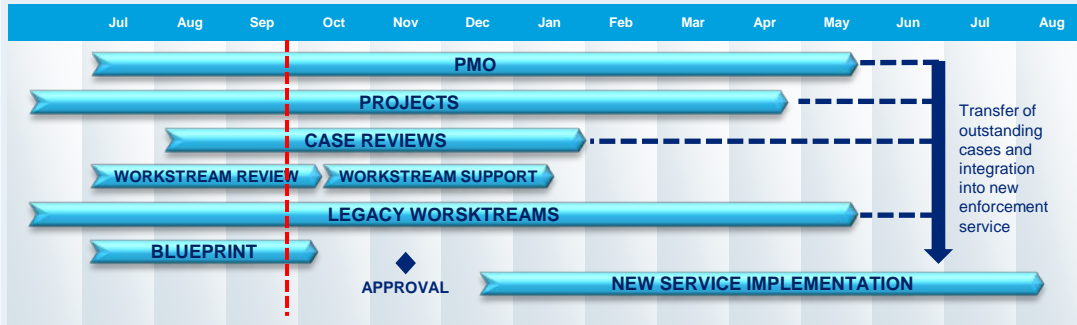 Jul Aug Sep Oct Nov Dec Jan Feb Mar Apr May Jun Jul Aug
PMO
PROJECTS
CASE REVIEWS
WORKSTREAM REVIEW WORKSTREAM SUPPORT
LEGACY WORSKTREAMS
BLUEPRINT
APPROVAL
NEW SERVICE IMPLEMENTATION
Transfer of
outstanding
cases and
integration
into new
enforcement
service